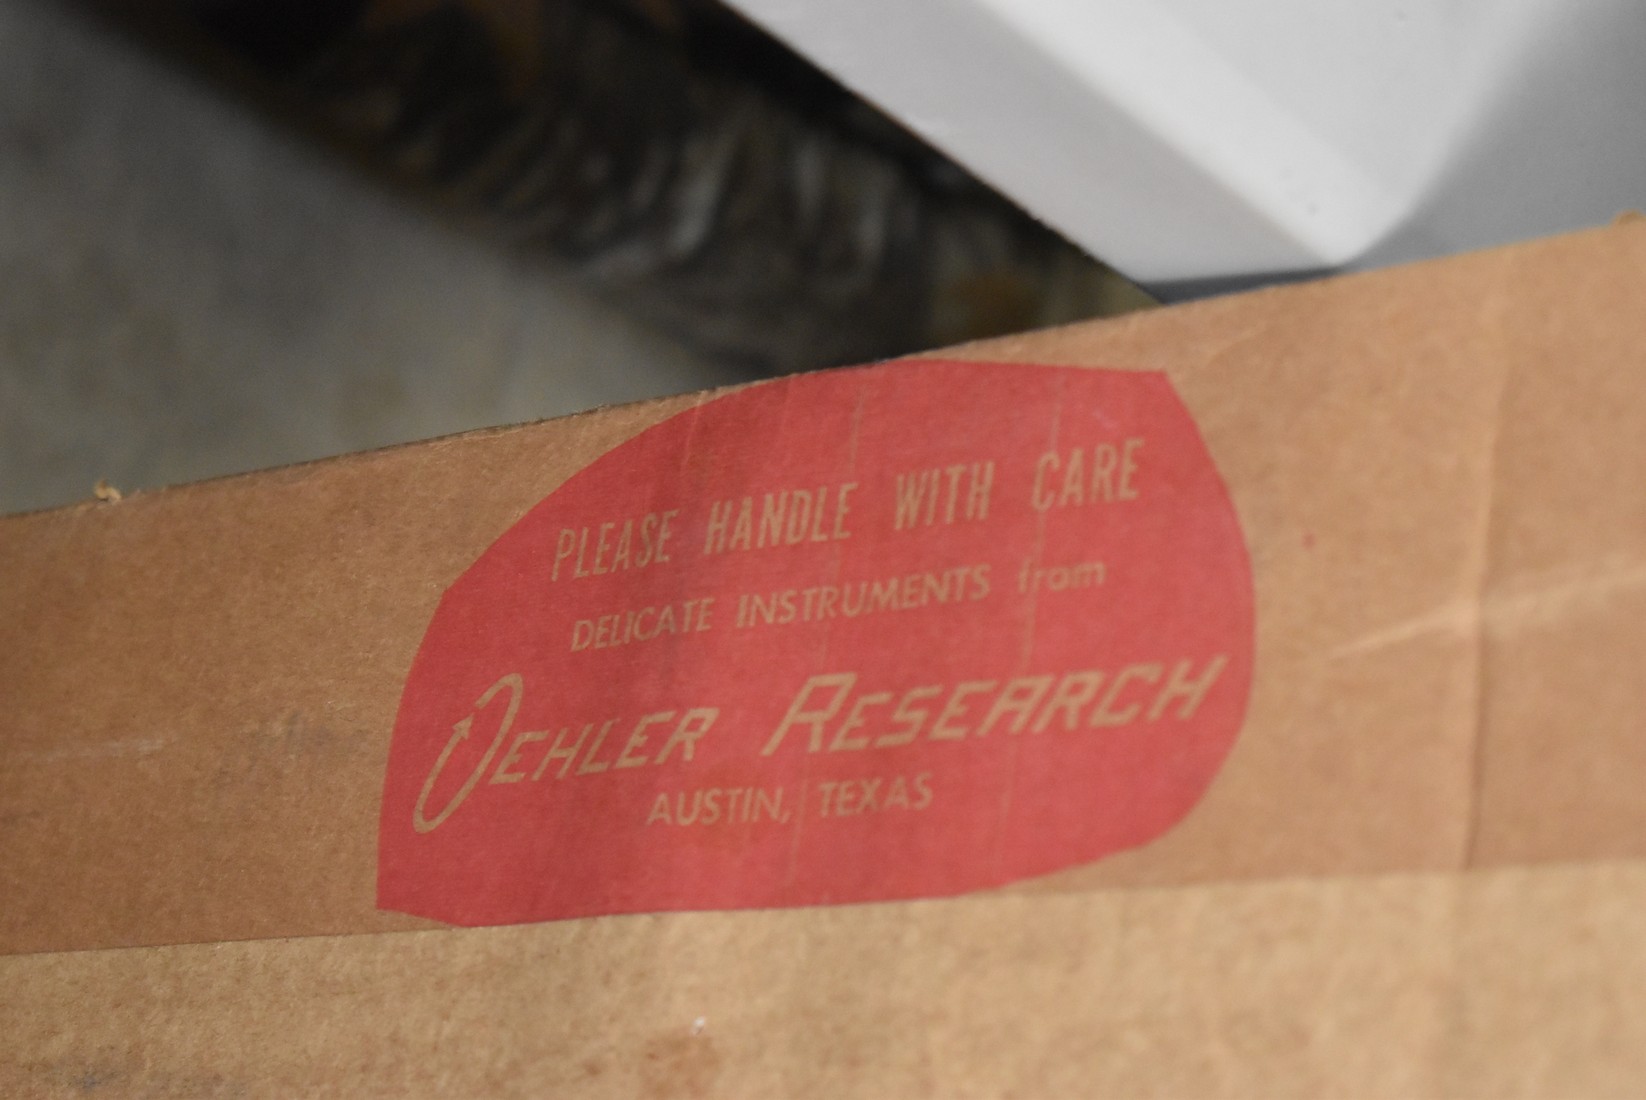 PLEASE HANDLE WITH CARE
DELICATE INSTRUMENTS from
OEHLER RESEARCH
AUSTIN, TEXAS